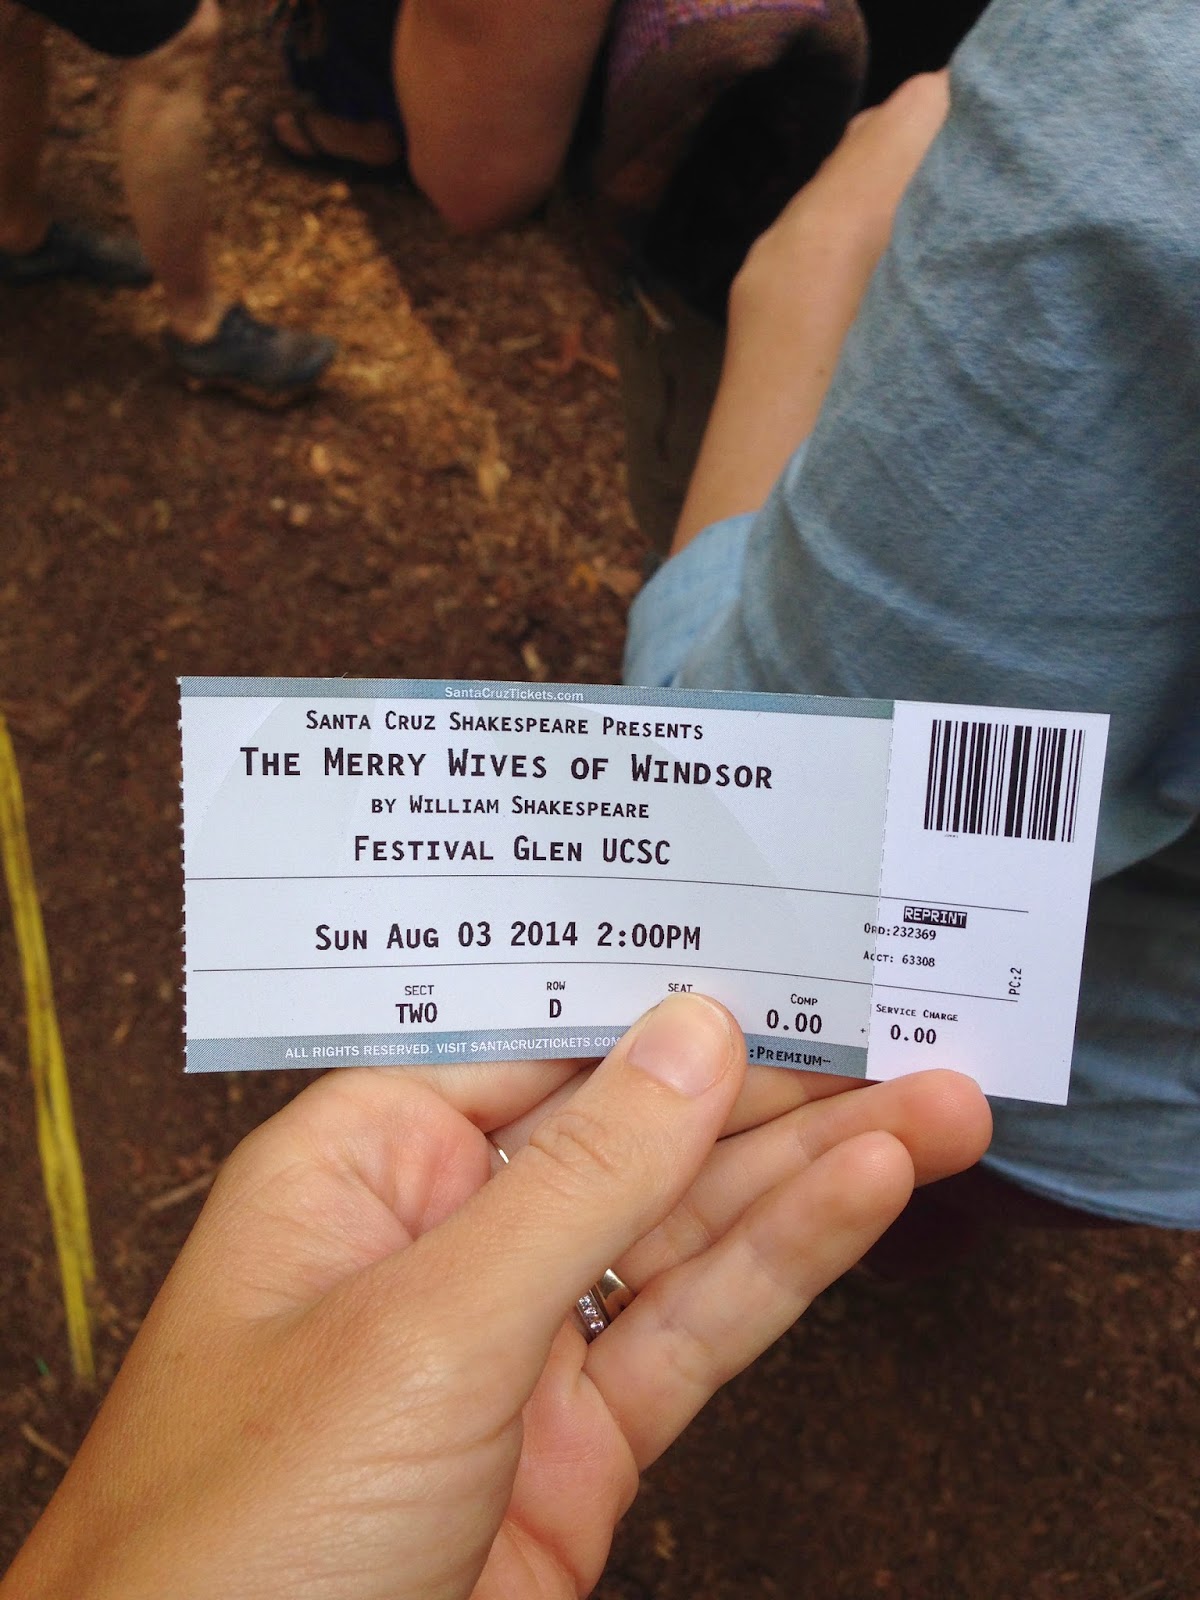 SantaCruzTickets.com
Santa Cruz Shakespeare Presents
The Merry Wives of Windsor
by William Shakespeare
Festival Glen UCSC
Sun Aug 03 2014 2:00PM
Sect Row Seat Comp
TWO D 0.00
ALL RIGHTS RESERVED. VISIT SANTACRUZTICKETS.COM
:Premium~
REPRINT
Ord:232369
Acct: 63308
PC:2
Service Charge
+ 0.00